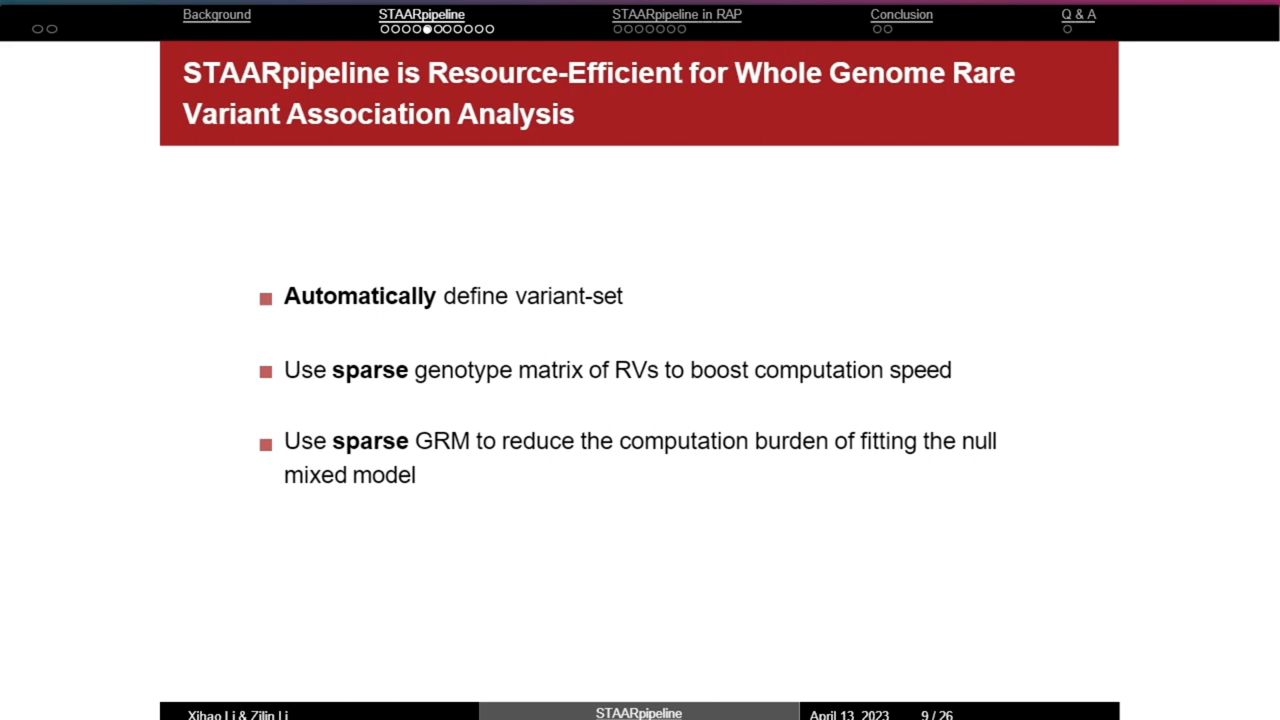 Background STAARpipeline STAARpipeline in RAP Conclusion Q & A
STAARpipeline is Resource-Efficient for Whole Genome Rare
Variant Association Analysis
Automatically define variant-set
Use sparse genotype matrix of RVs to boost computation speed
Use sparse GRM to reduce the computation burden of fitting the null
mixed model
Xihao Li & Zilin Li STAARpipeline April 13, 2023 9 / 26